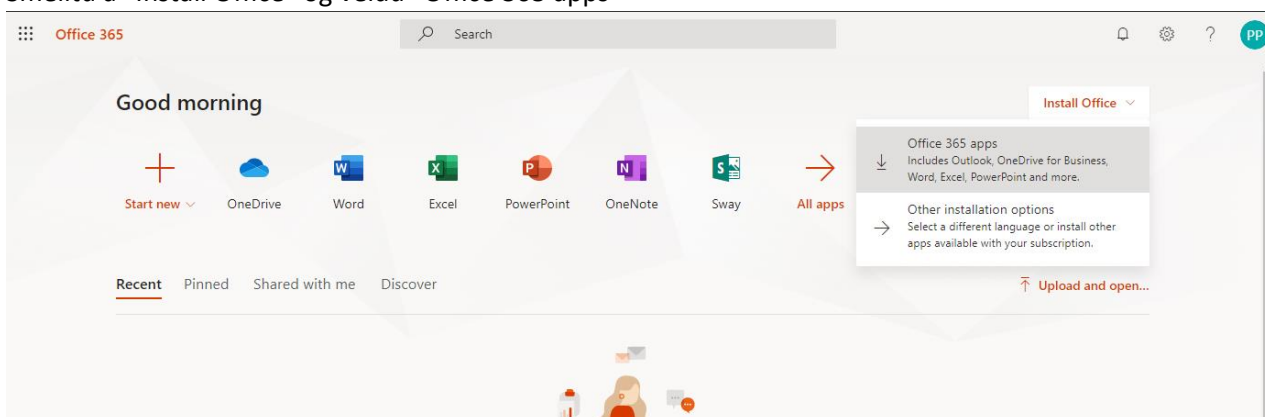 Smelltu á "Install Office" og veldu "Office 365 apps"
Office 365
Search
?
PP
Good morning
Install Office
Office 365 apps
Includes Outlook, OneDrive for Business,
Word, Excel, PowerPoint and more.
Start new
OneDrive
Word
Excel
PowerPoint
OneNote
Sway
All apps
Other installation options
Select a different language or install other
apps available with your subscription.
Recent Pinned Shared with me Discover
Upload and open...